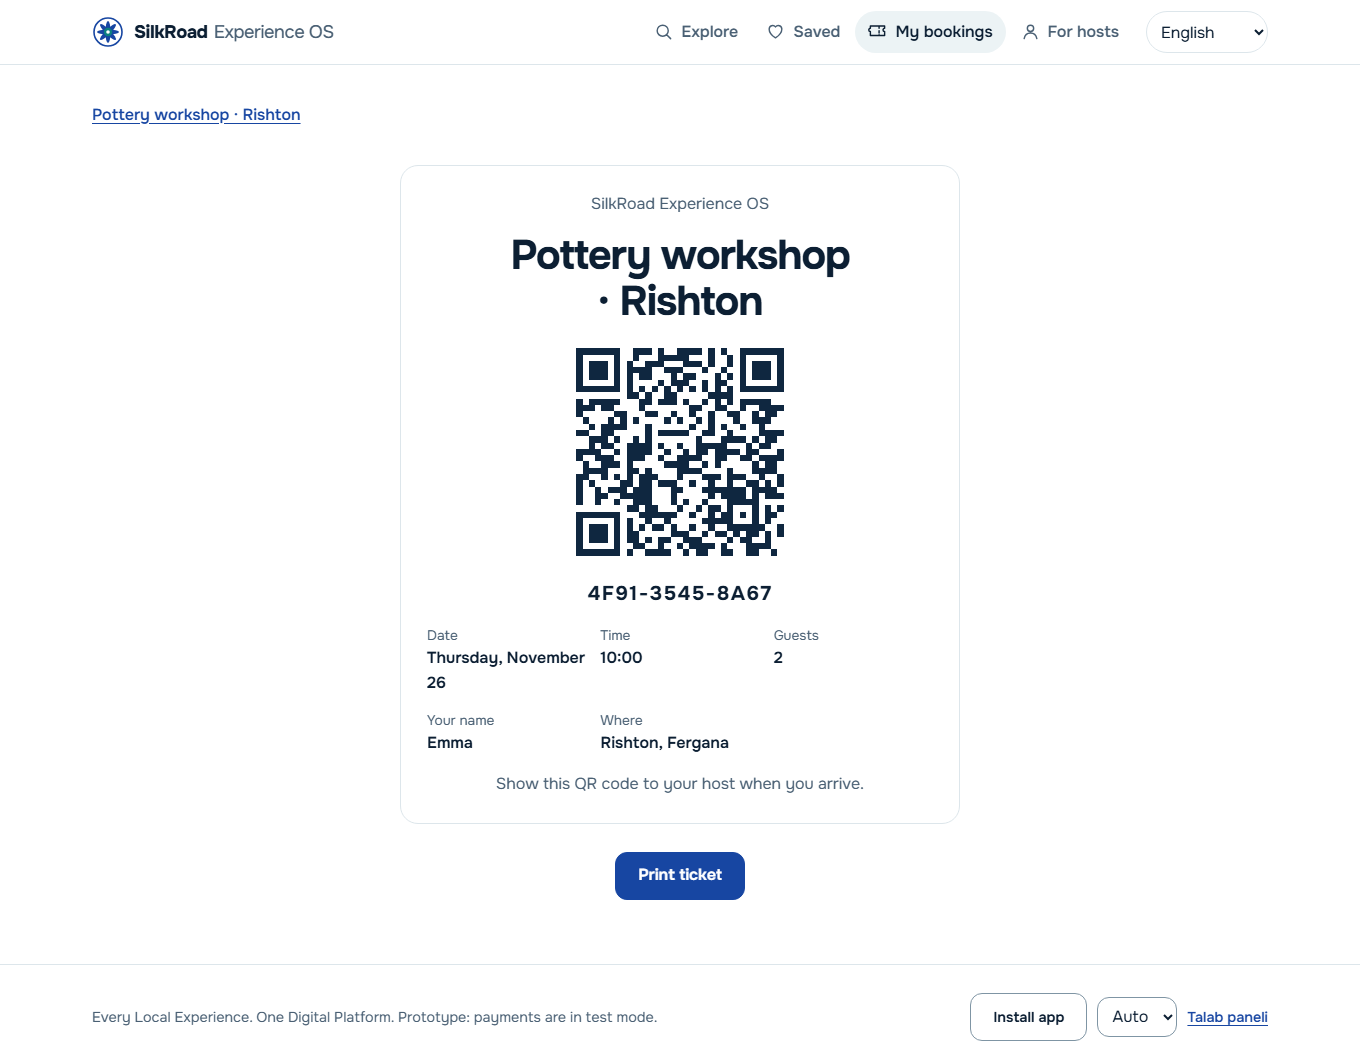 SilkRoad Experience OS
Explore
Saved
My bookings
For hosts
English
Pottery workshop · Rishton
SilkRoad Experience OS
Pottery workshop
· Rishton
4F91-3545-8A67
Date
Time
Guests
Thursday, November
26
10:00
2
Your name
Where
Emma
Rishton, Fergana
Show this QR code to your host when you arrive.
Print ticket
Every Local Experience. One Digital Platform. Prototype: payments are in test mode.
Install app
Auto
Talab paneli